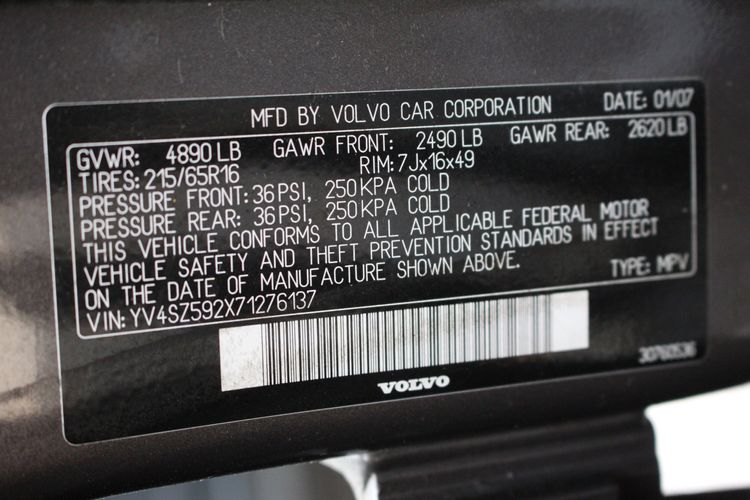 MFD BY VOLVO CAR CORPORATION DATE: 01/07
GVWR: 4890 LB GAWR FRONT: 2490 LB GAWR REAR: 2620 LB
TIRES: 215/65R16 RIM: 7Jx16x49
PRESSURE FRONT: 36 PSI, 250 KPA COLD
PRESSURE REAR: 36 PSI, 250 KPA COLD
THIS VEHICLE CONFORMS TO ALL APPLICABLE FEDERAL MOTOR
VEHICLE SAFETY AND THEFT PREVENTION STANDARDS IN EFFECT
ON THE DATE OF MANUFACTURE SHOWN ABOVE.
TYPE: MPV
VIN: YV4SZ592X71276137
30760536
VOLVO